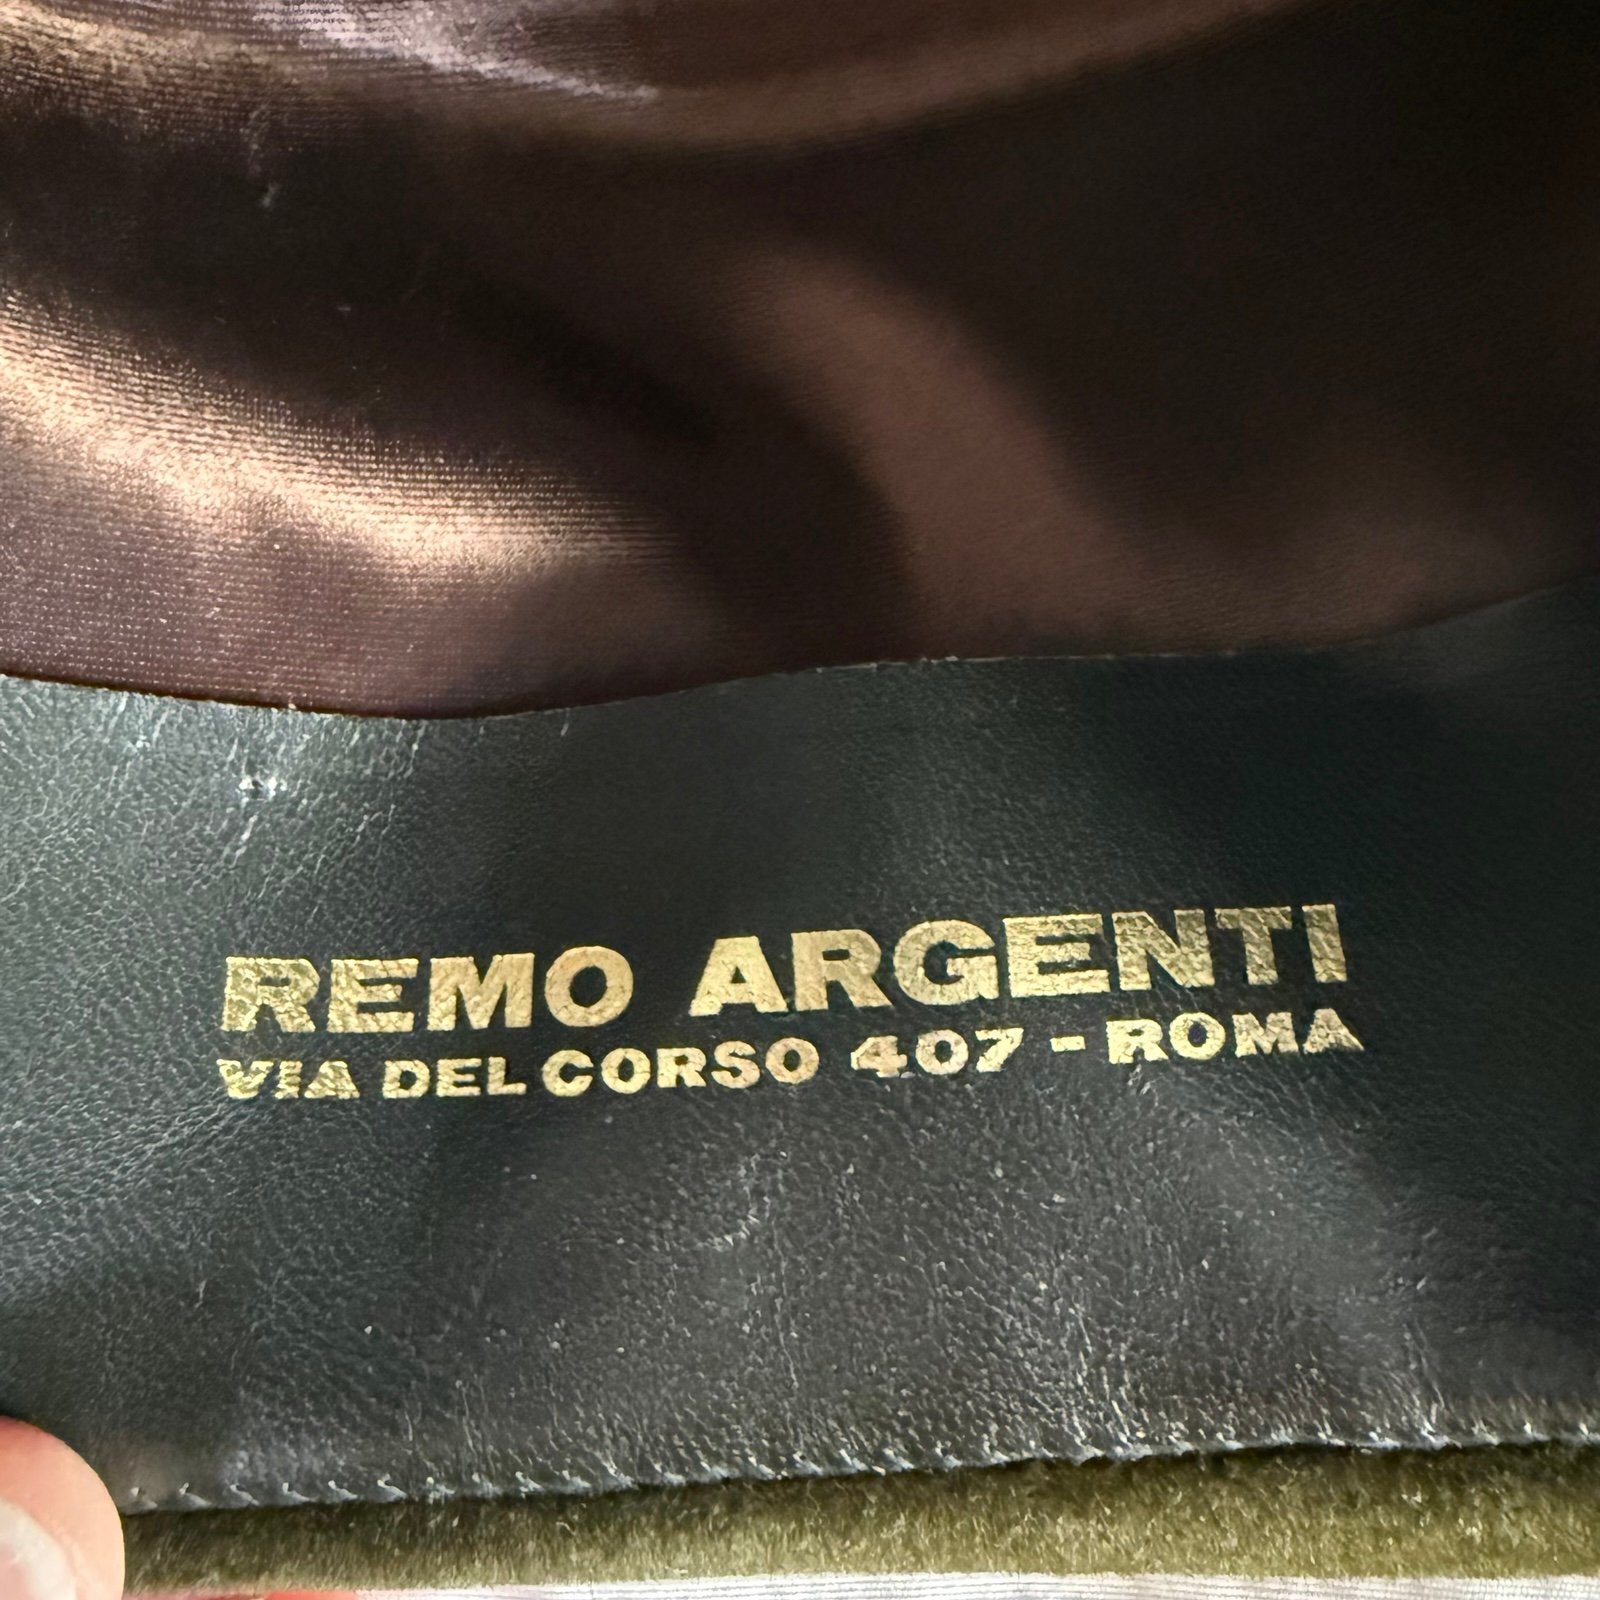 REMO ARGENTI
VIA DEL CORSO 407 - ROMA